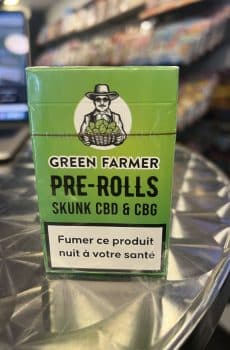 GREEN FARMER
PRE-ROLLS
SKUNK CBD & CBG
Fumer ce produit
nuit à votre santé